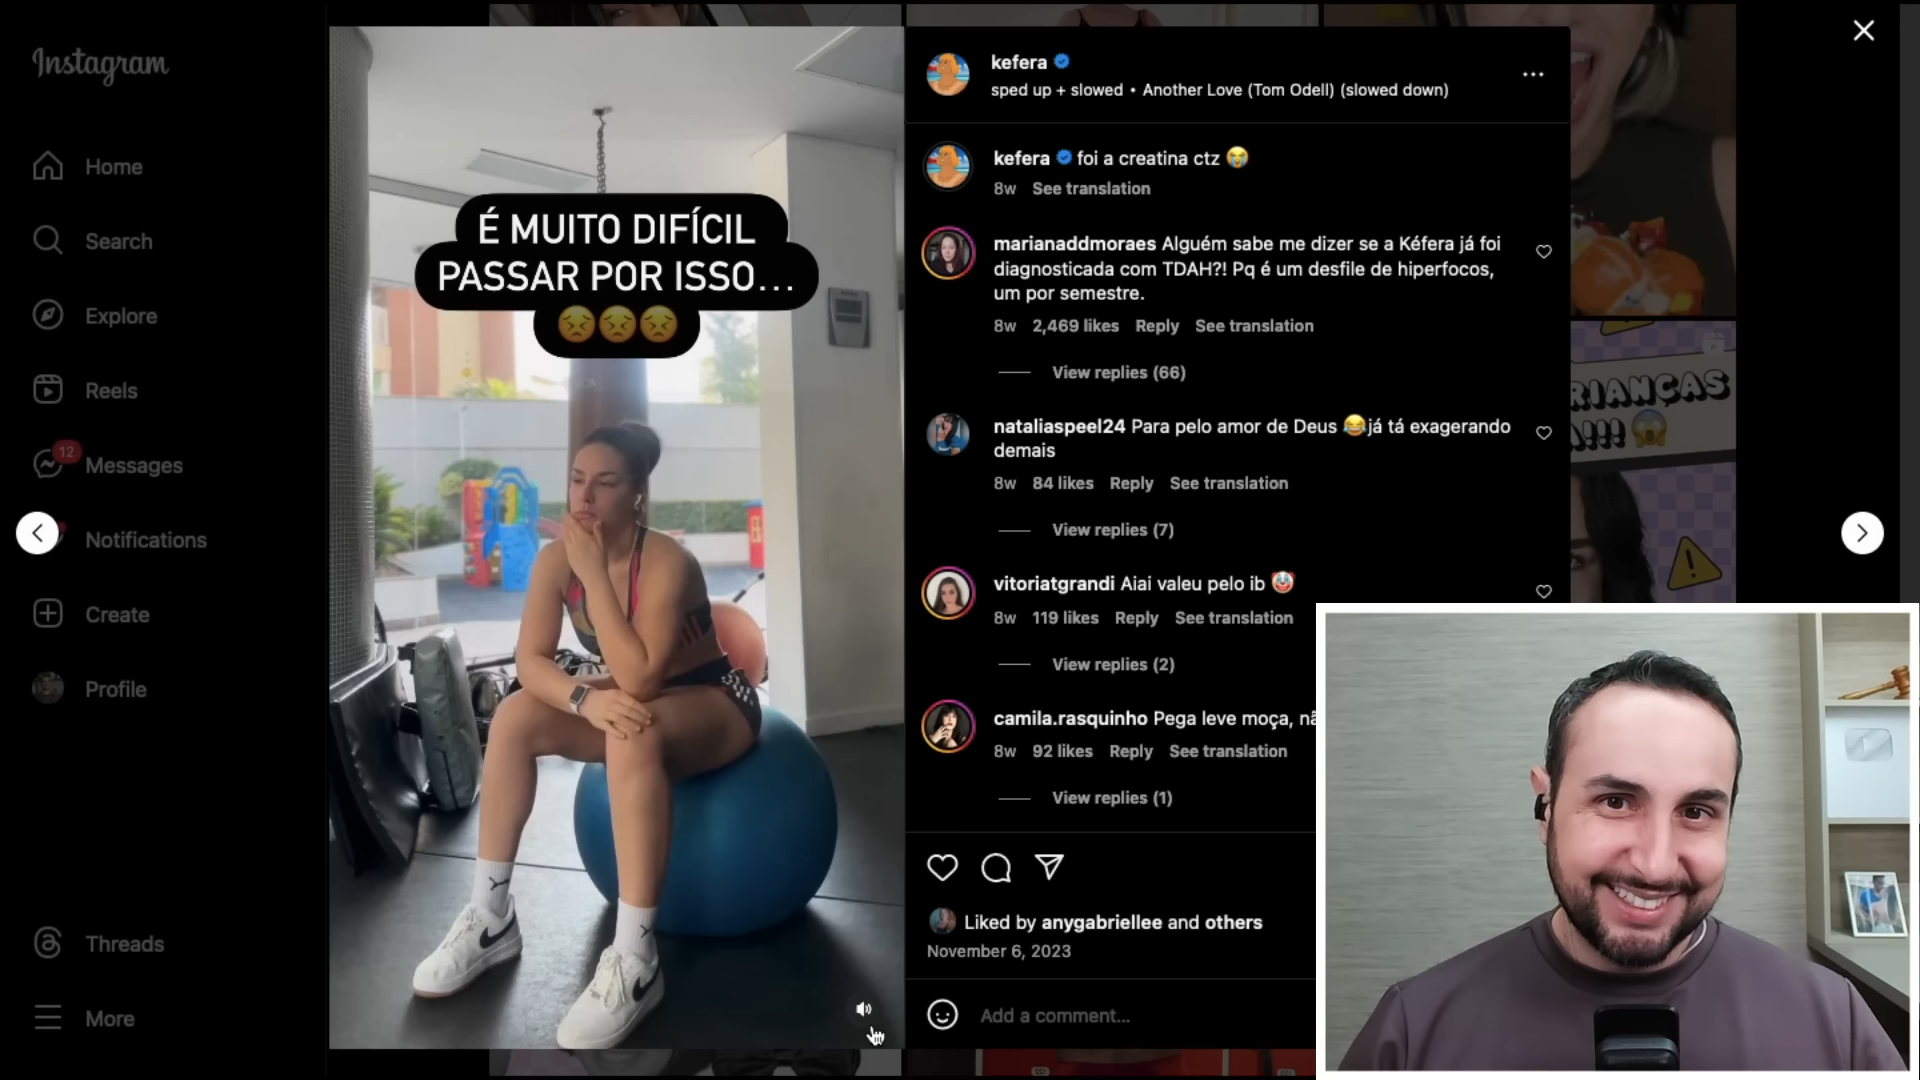 Instagram
Home
Search
Explore
Reels
12
Messages
Notifications
Create
Profile
Threads
More
É MUITO DIFÍCIL
PASSAR POR ISSO...
😣😣😣
kefera
sped up + slowed • Another Love (Tom Odell) (slowed down)
kefera foi a creatina ctz 😭
8w See translation
marianaddmoraes Alguém sabe me dizer se a Kéfera já foi
diagnosticada com TDAH?! Pq é um desfile de hiperfocos,
um por semestre.
8w 2,469 likes Reply See translation
View replies (66)
nataliaspeel24 Para pelo amor de Deus 😂já tá exagerando
demais
8w 84 likes Reply See translation
View replies (7)
vitoriatgrandi Aiai valeu pelo ib 🤡
8w 119 likes Reply See translation
View replies (2)
camila.rasquinho Pega leve moça, nã
8w 92 likes Reply See translation
View replies (1)
Liked by anygabriellee and others
November 6, 2023
Add a comment...
RIANÇAS
!!! 😱